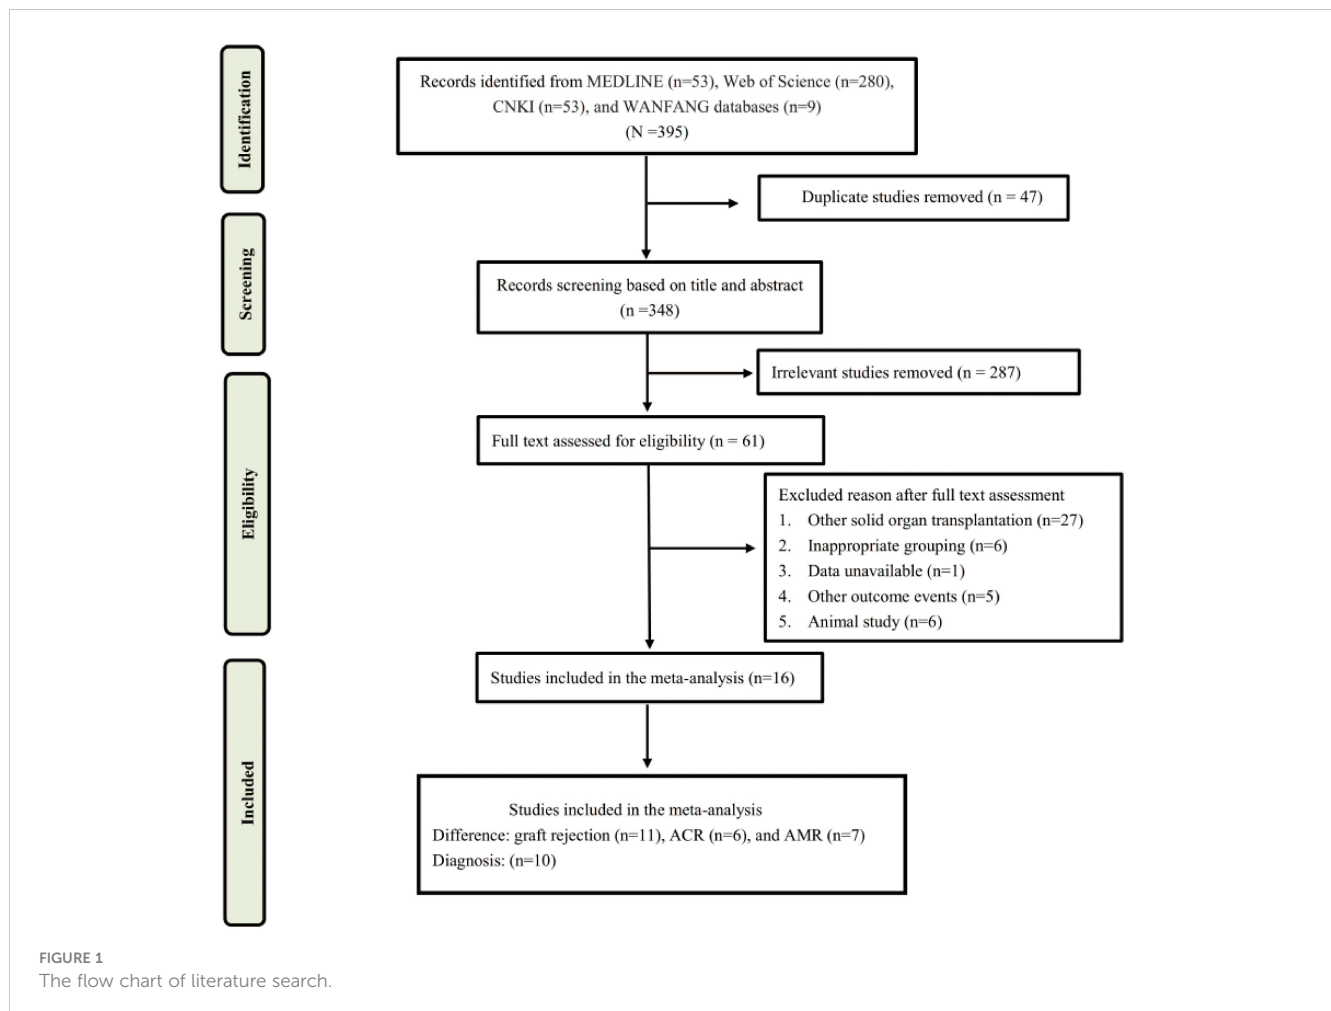 Identification
Records identified from MEDLINE (n=53), Web of Science (n=280),
CNKI (n=53), and WANFANG databases (n=9)
(N =395)
Duplicate studies removed (n = 47)
Screening
Records screening based on title and abstract
(n =348)
Irrelevant studies removed (n = 287)
Eligibility
Full text assessed for eligibility (n = 61)
Excluded reason after full text assessment
1. Other solid organ transplantation (n=27)
2. Inappropriate grouping (n=6)
3. Data unavailable (n=1)
4. Other outcome events (n=5)
5. Animal study (n=6)
Included
Studies included in the meta-analysis (n=16)
Studies included in the meta-analysis
Difference: graft rejection (n=11), ACR (n=6), and AMR (n=7)
Diagnosis: (n=10)
FIGURE 1
The flow chart of literature search.